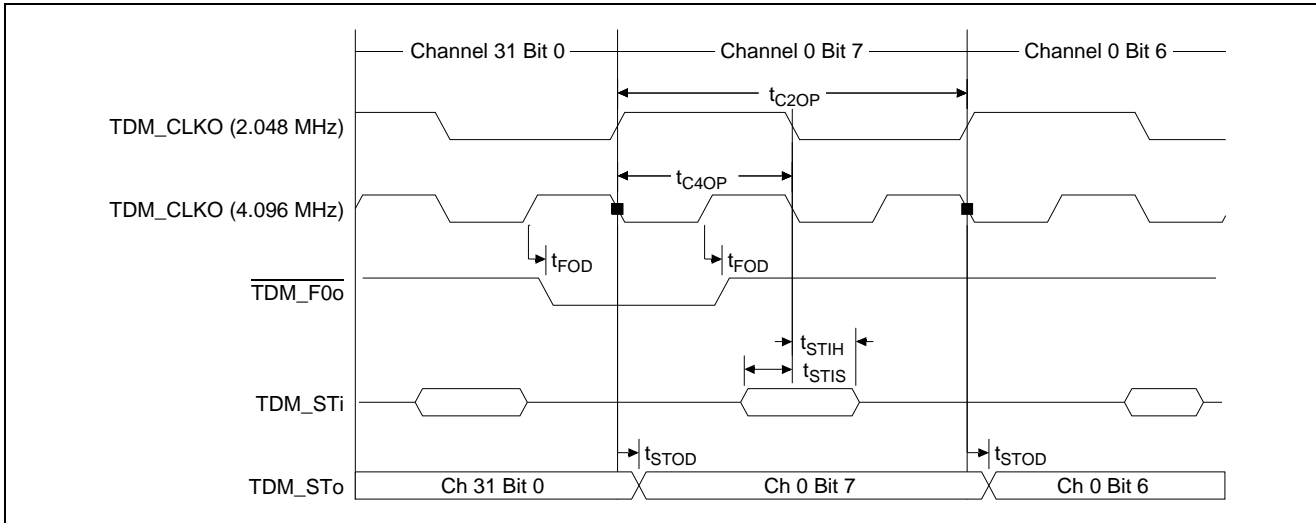 Channel 31 Bit 0 Channel 0 Bit 7 Channel 0 Bit 6
tC2OP
TDM_CLKO (2.048 MHz)
tC4OP
TDM_CLKO (4.096 MHz)
tFOD tFOD
TDM_F0o
tSTIH
tSTIS
TDM_STi
tSTOD tSTOD
TDM_STo Ch 31 Bit 0 Ch 0 Bit 7 Ch 0 Bit 6